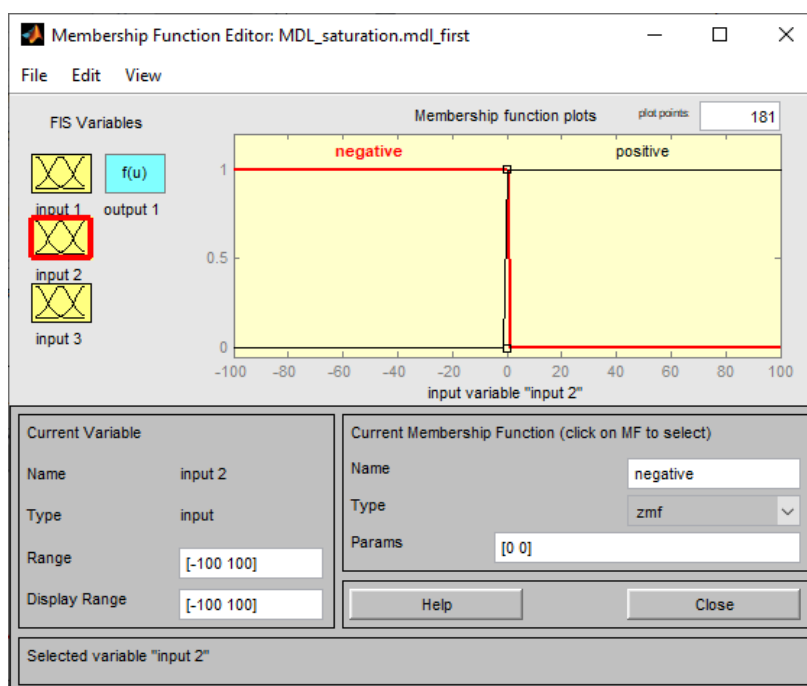 Membership Function Editor: MDL_saturation.mdl_first
File Edit View
FIS Variables
Membership function plots
plot points:
181
f(u)
input 1
output 1
input 2
input 3
negative
positive
1
0.5
0
-100 -80 -60 -40 -20 0 20 40 60 80 100
input variable "input 2"
Current Variable
Name input 2
Type input
Range [-100 100]
Display Range [-100 100]
Current Membership Function (click on MF to select)
Name negative
Type zmf
Params [0 0]
Help Close
Selected variable "input 2"